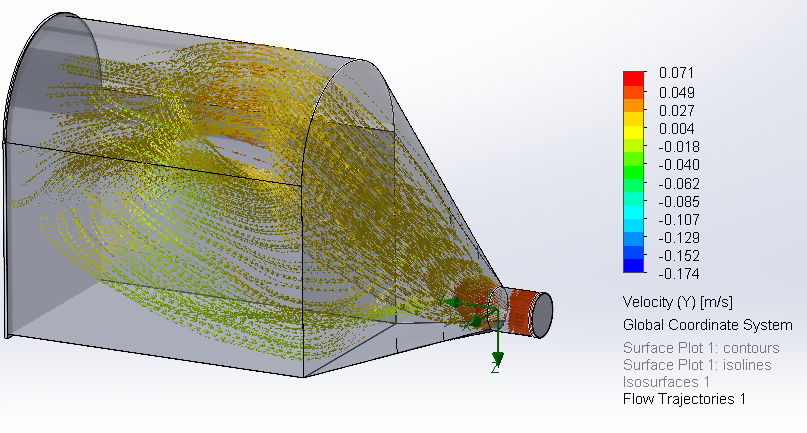 0.071
0.049
0.027
0.004
-0.018
-0.040
-0.062
-0.085
-0.107
-0.129
-0.152
-0.174
Velocity (Y) [m/s]
Global Coordinate System
Surface Plot 1: contours
Surface Plot 1: isolines
Isosurfaces 1
Flow Trajectories 1
Z